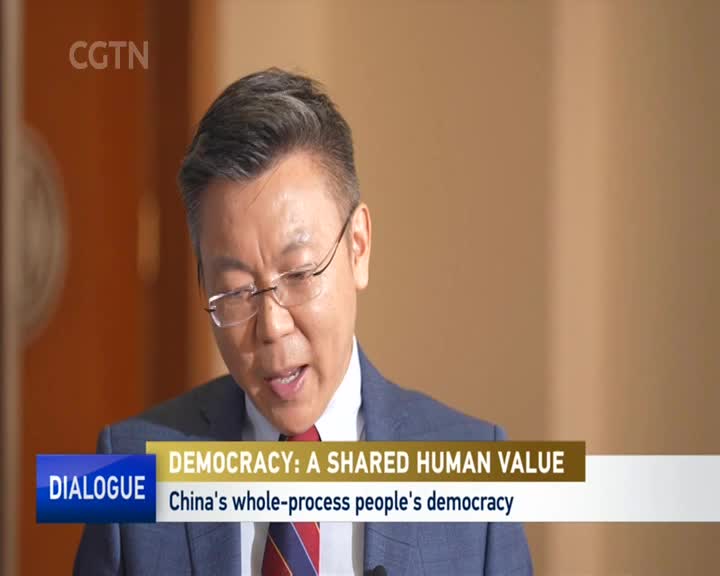 CGTN
DEMOCRACY: A SHARED HUMAN VALUE
DIALOGUE
China's whole-process people's democracy